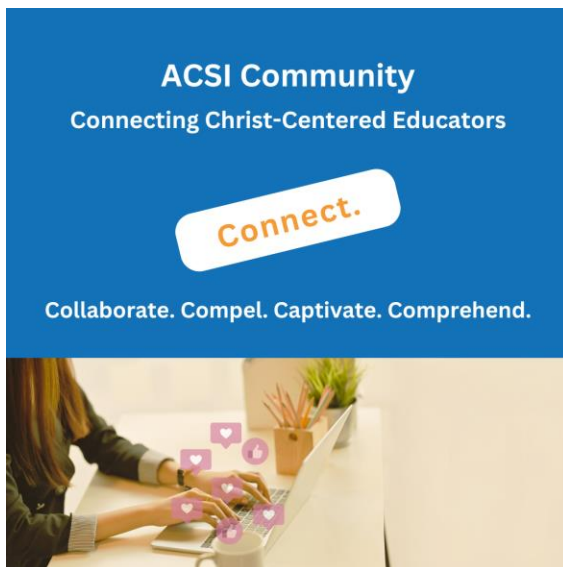 ACSI Community
Connecting Christ-Centered Educators
Connect.
Collaborate. Compel. Captivate. Comprehend.